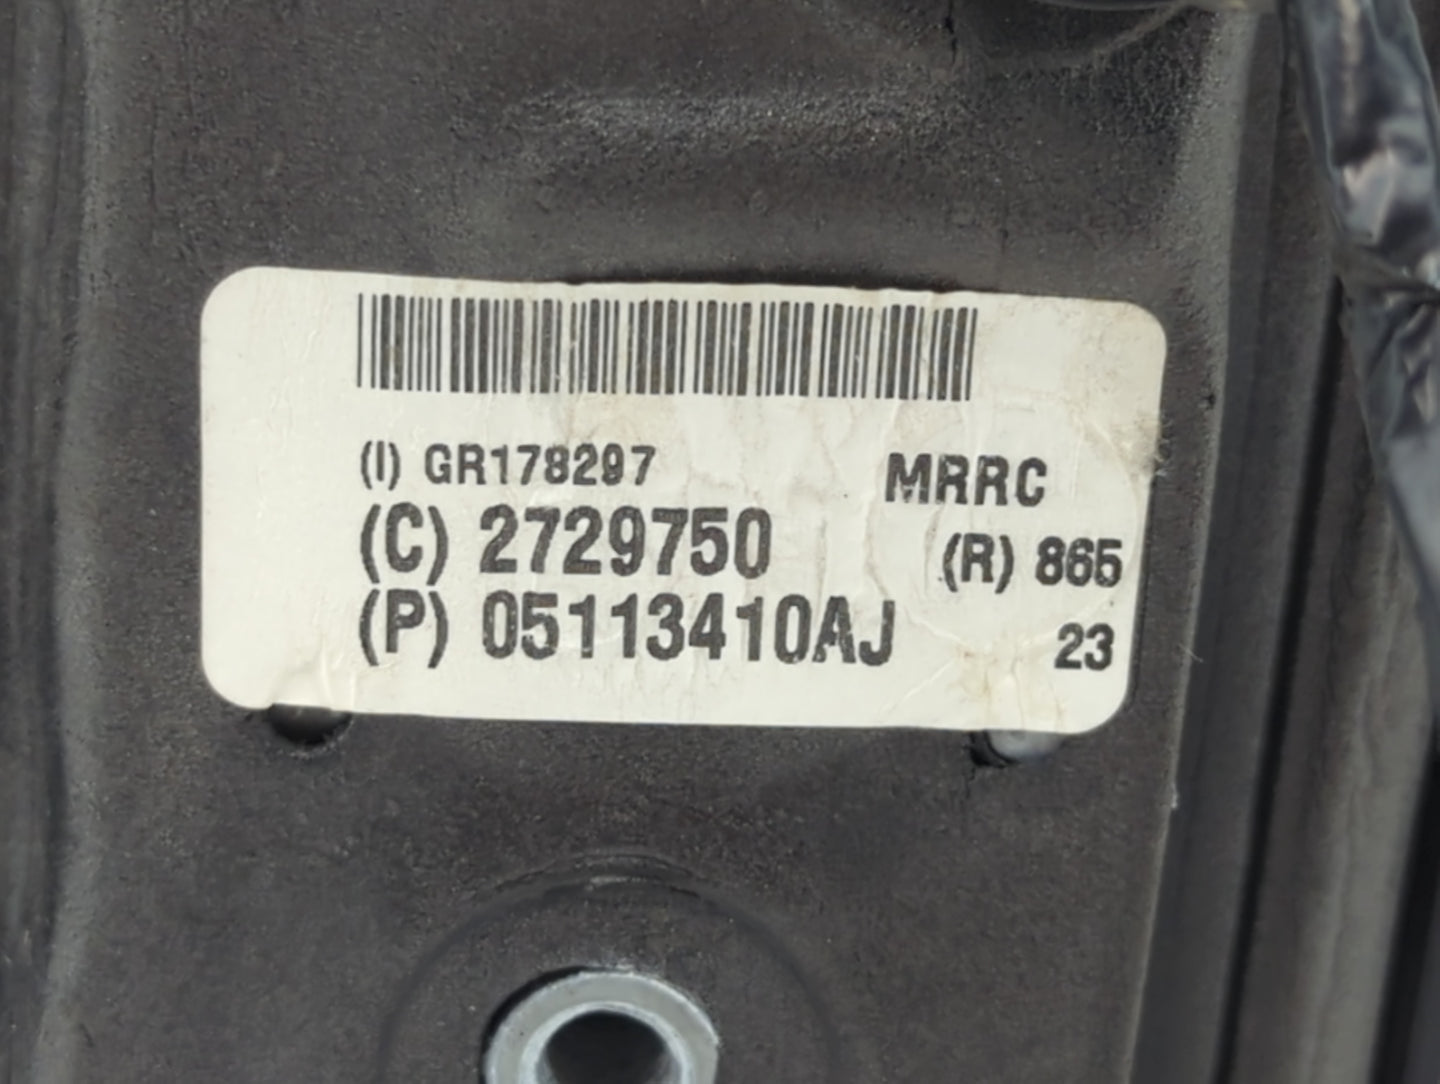 (I) GR178297 MRRC
(C) 2729750 (R) 865
(P) 05113410AJ 23